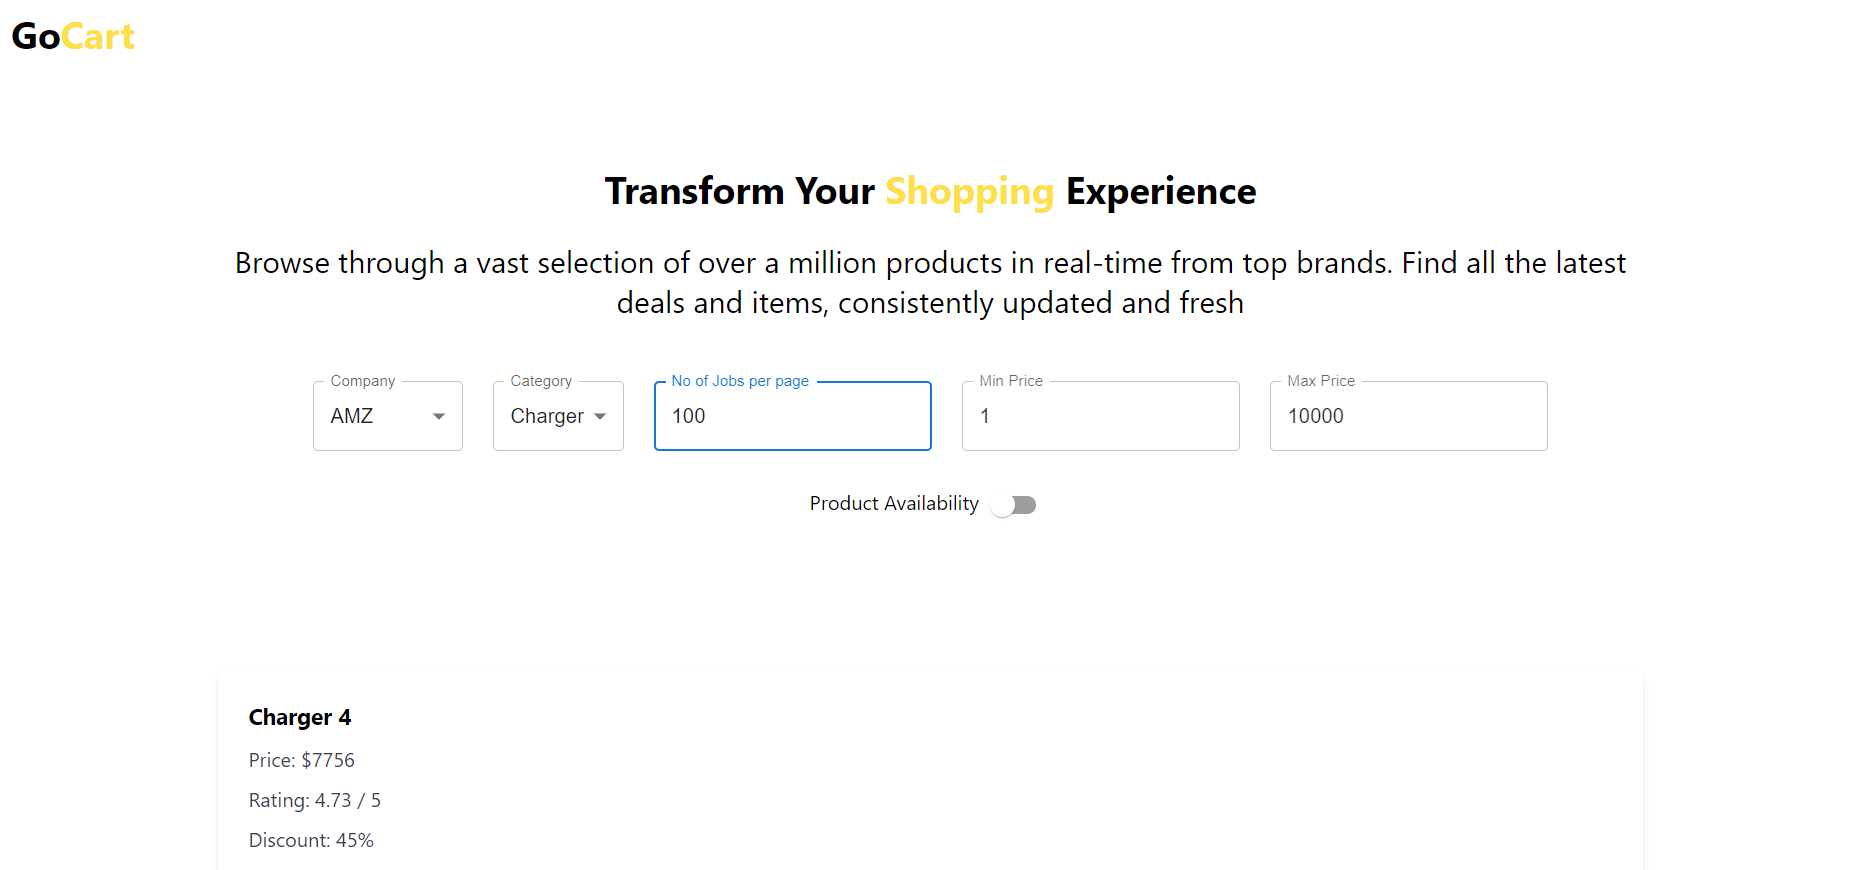 GoCart
Transform Your Shopping Experience
Browse through a vast selection of over a million products in real-time from top brands. Find all the latest
deals and items, consistently updated and fresh
Company Category No of Jobs per page Min Price Max Price
AMZ Charger 100 1 10000
Product Availability
Charger 4
Price: $7756
Rating: 4.73 / 5
Discount: 45%